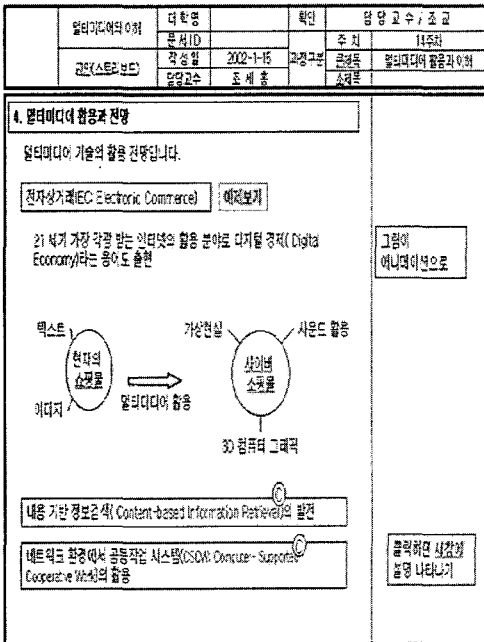 멀티미디어의 이해
대 학 명
확인
담 당 교 수 / 조 교
문 서 ID
주 차
14주차
교안(스토리보드)
작 성 일
2002-1-15
과정구분
큰제목
멀티미디어 활용과 이해
담당교수
조 세 홍
소제목
4. 멀티미디어 활용과 전망
멀티미디어 기술의 활용 전망입니다.
전자상거래(EC: Electronic Commerce)
예제보기
21 세기 가장 각광 받는 인터넷의 활용 분야로 디지털 경제( Digital
Economy)라는 용어도 출현
그림이
애니메이션으로
텍스트
가상현실
사운드 활용
현재의
쇼핑몰
사이버
쇼핑몰
이미지
멀티미디어 활용
3D 컴퓨터 그래픽
내용 기반 정보검색( Content-based Information Retrieval)의 발전
네트워크 환경에서 공동작업 시스템(CSCW: Computer- Supported
Cooperative Work)의 활용
클릭하면
설명 나타나기